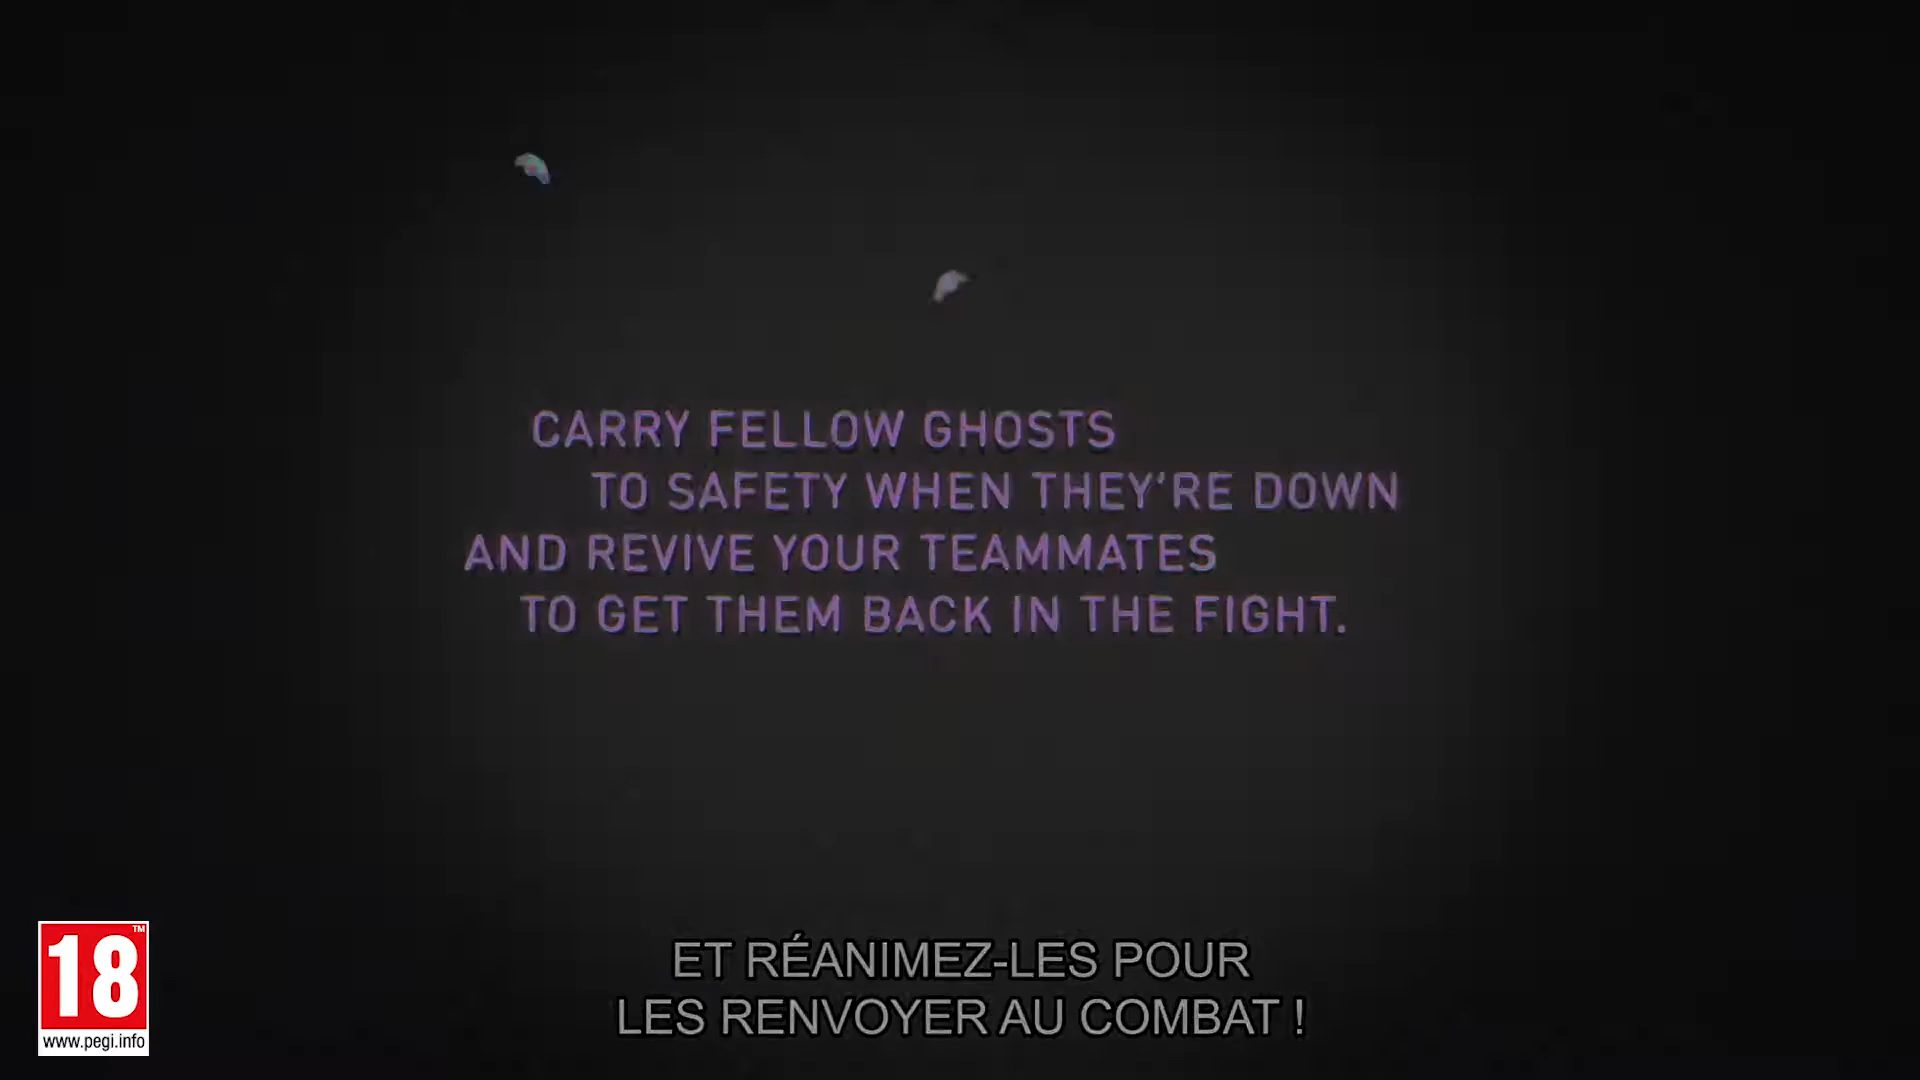 CARRY FELLOW GHOSTS
TO SAFETY WHEN THEY'RE DOWN
AND REVIVE YOUR TEAMMATES
TO GET THEM BACK IN THE FIGHT.
ET RÉANIMEZ-LES POUR
LES RENVOYER AU COMBAT !
18™
www.pegi.info